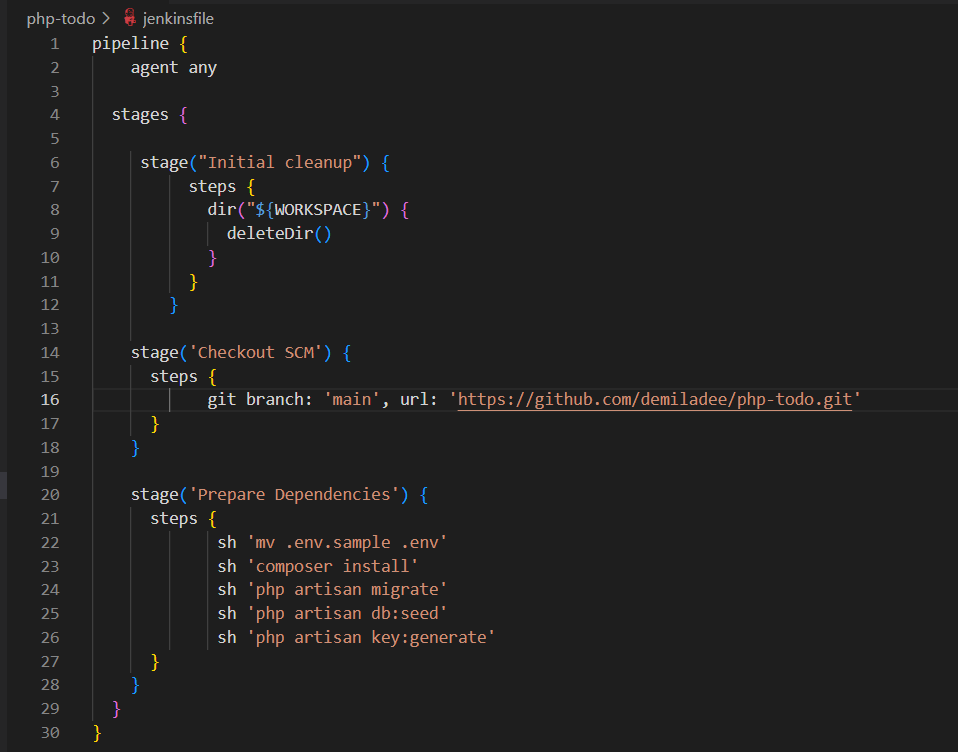 php-todo > jenkinsfile
1 pipeline {
2     agent any
3
4   stages {
5
6      stage("Initial cleanup") {
7           steps {
8             dir("${WORKSPACE}") {
9               deleteDir()
10             }
11           }
12         }
13
14     stage('Checkout SCM') {
15       steps {
16             git branch: 'main', url: 'https://github.com/demiladee/php-todo.git'
17       }
18     }
19
20     stage('Prepare Dependencies') {
21       steps {
22              sh 'mv .env.sample .env'
23              sh 'composer install'
24              sh 'php artisan migrate'
25              sh 'php artisan db:seed'
26              sh 'php artisan key:generate'
27       }
28     }
29   }
30 }